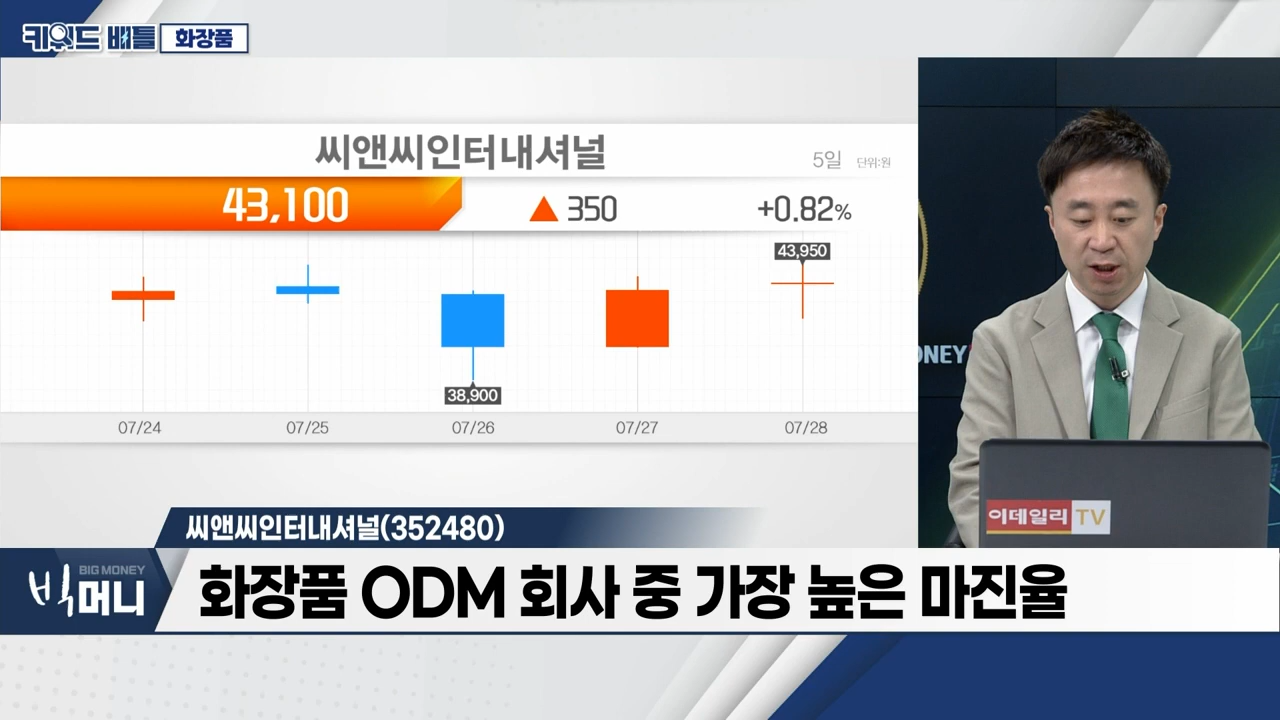 키워드 배틀 화장품
씨앤씨인터내셔널
5일 단위:원
43,100 ▲ 350 +0.82%
43,950
38,900
07/24 07/25 07/26 07/27 07/28
씨앤씨인터내셔널(352480)
BIG MONEY
빅머니
화장품 ODM 회사 중 가장 높은 마진율
ONEY
이데일리TV